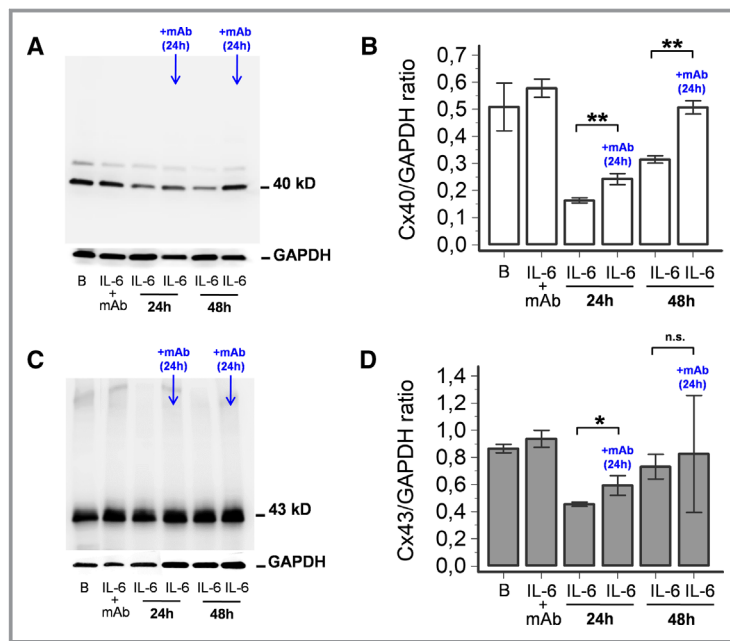 A
+mAb
(24h)
+mAb
(24h)
40 kD
GAPDH
B
IL-6
+
mAb
IL-6 IL-6
24h
IL-6 IL-6
48h
B
Cx40/GAPDH ratio
0,7
0,6
0,5
0,4
0,3
0,2
0,1
0,0
**
+mAb
(24h)
**
+mAb
(24h)
B
IL-6
+
mAb
IL-6 IL-6
24h
IL-6 IL-6
48h
C
+mAb
(24h)
+mAb
(24h)
43 kD
GAPDH
B
IL-6
+
mAb
IL-6 IL-6
24h
IL-6 IL-6
48h
D
Cx43/GAPDH ratio
1,4
1,2
1,0
0,8
0,6
0,4
0,2
0,0
*
+mAb
(24h)
n.s.
+mAb
(24h)
B
IL-6
+
mAb
IL-6 IL-6
24h
IL-6 IL-6
48h